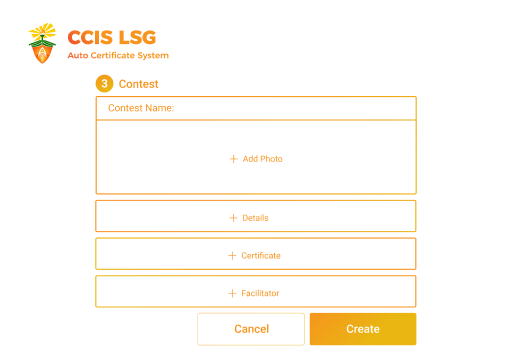 CCIS LSG
Auto Certificate System
3 Contest
Contest Name:
+ Add Photo
+ Details
+ Certificate
+ Facilitator
Cancel Create